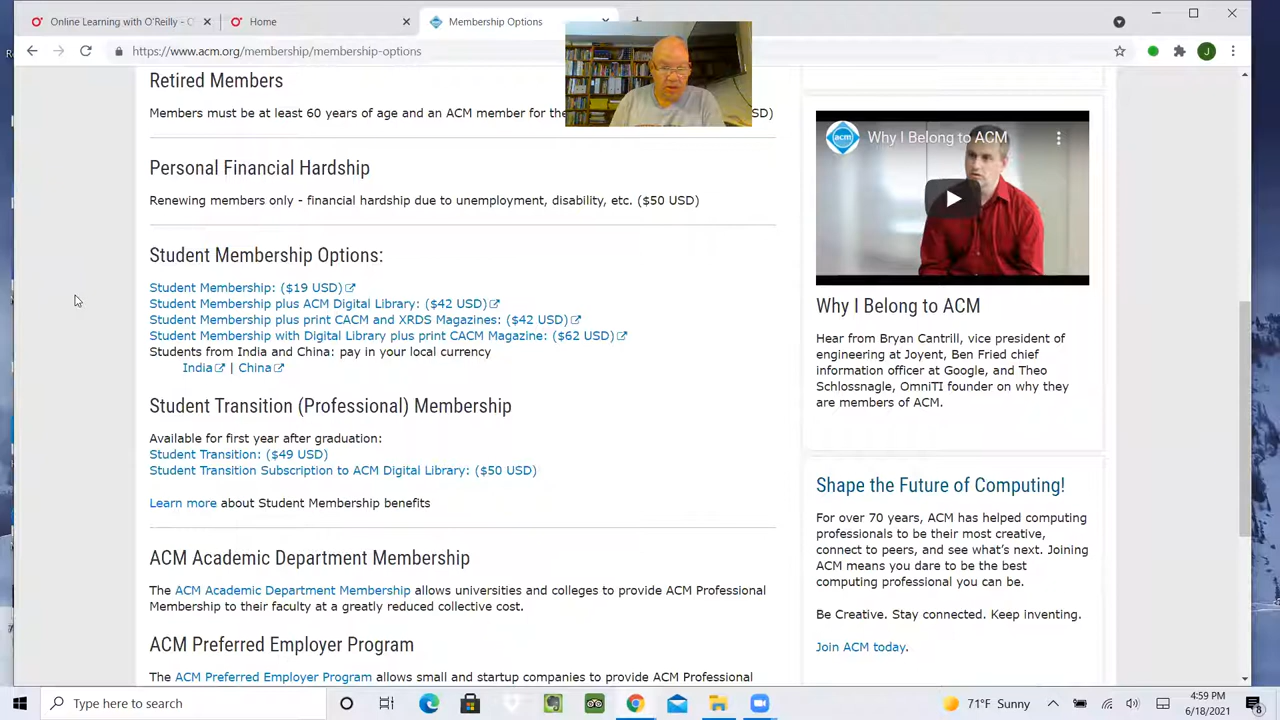 Online Learning with O'Reilly - O
Home
Membership Options
https://www.acm.org/membership/membership-options
J
Retired Members
Members must be at least 60 years of age and an ACM member for the
SD)
Personal Financial Hardship
Renewing members only - financial hardship due to unemployment, disability, etc. ($50 USD)
Student Membership Options:
Student Membership: ($19 USD)
Student Membership plus ACM Digital Library: ($42 USD)
Student Membership plus print CACM and XRDS Magazines: ($42 USD)
Student Membership with Digital Library plus print CACM Magazine: ($62 USD)
Students from India and China: pay in your local currency
India | China
Student Transition (Professional) Membership
Available for first year after graduation:
Student Transition: ($49 USD)
Student Transition Subscription to ACM Digital Library: ($50 USD)
Learn more about Student Membership benefits
ACM Academic Department Membership
The ACM Academic Department Membership allows universities and colleges to provide ACM Professional
Membership to their faculty at a greatly reduced collective cost.
ACM Preferred Employer Program
The ACM Preferred Employer Program allows small and startup companies to provide ACM Professional
acm
Why I Belong to ACM
Why I Belong to ACM
Hear from Bryan Cantrill, vice president of
engineering at Joyent, Ben Fried chief
information officer at Google, and Theo
Schlossnagle, OmniTI founder on why they
are members of ACM.
Shape the Future of Computing!
For over 70 years, ACM has helped computing
professionals to be their most creative,
connect to peers, and see what's next. Joining
ACM means you dare to be the best
computing professional you can be.
Be Creative. Stay connected. Keep inventing.
Join ACM today.
Type here to search
71°F Sunny
4:59 PM
6/18/2021
8